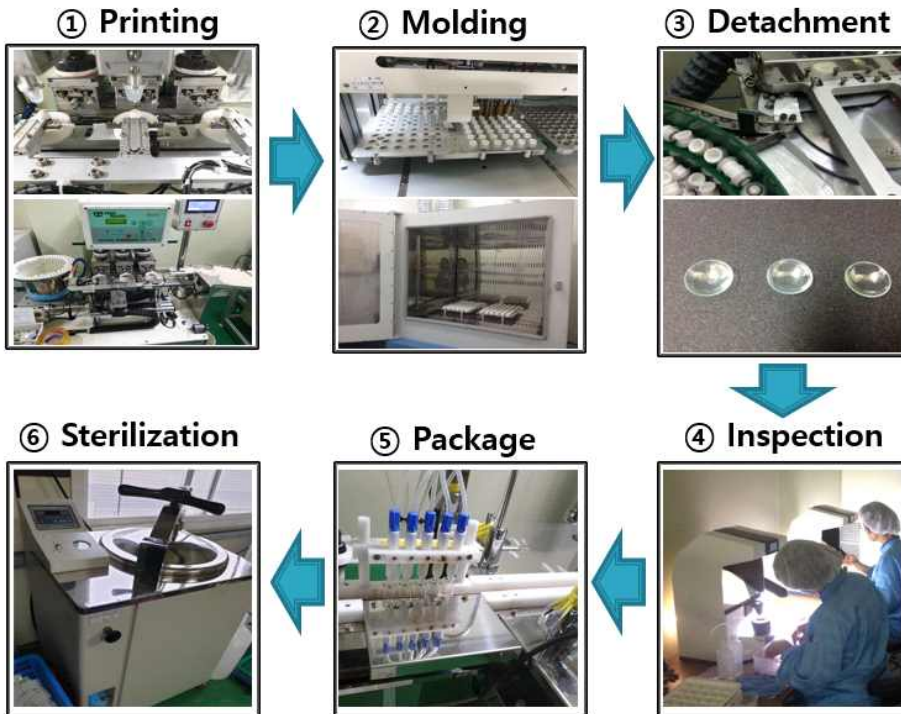 ① Printing
② Molding
③ Detachment
④ Inspection
⑤ Package
⑥ Sterilization